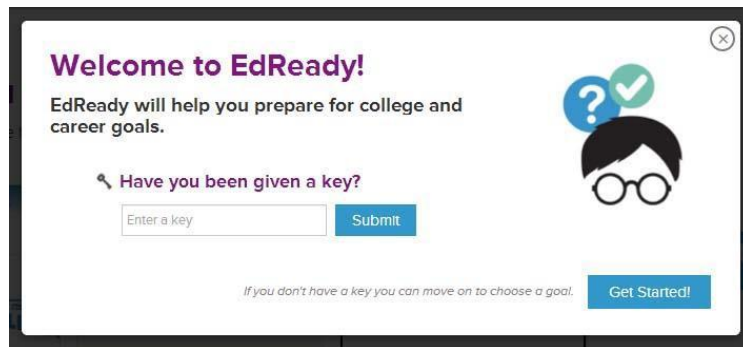 Welcome to EdReady!
EdReady will help you prepare for college and
career goals.
Have you been given a key?
Enter a key
Submit
If you don't have a key you can move on to choose a goal.
Get Started!